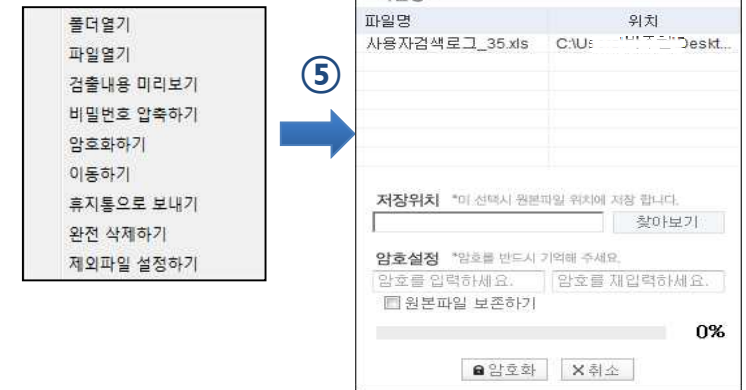 폴더열기
파일열기
검출내용 미리보기
비밀번호 압축하기
암호화하기
이동하기
휴지통으로 보내기
완전 삭제하기
제외파일 설정하기
⑤
파일명 위치
사용자검색로그_35.xls C:\Us Deskt...
저장위치 *미 선택시 원본파일 위치에 저장 합니다.
찾아보기
암호설정 *암호를 반드시 기억해 주세요.
암호를 입력하세요. 암호를 재입력하세요.
원본파일 보존하기
0%
암호화 취소